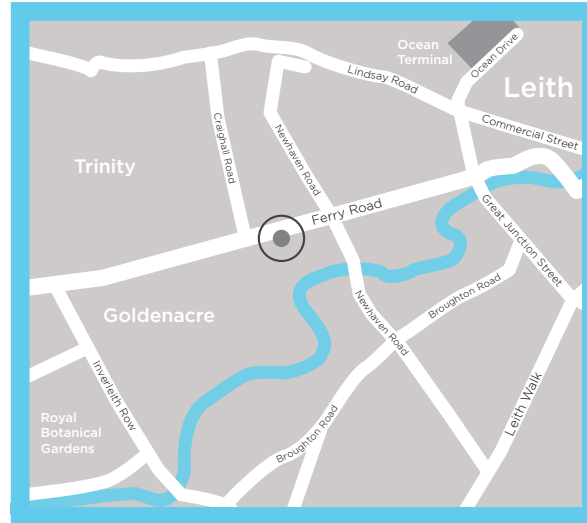 Ocean
Terminal
Ocean Drive
Leith
Lindsay Road
Commercial Street
Craighall Road
Newhaven Road
Trinity
Ferry Road
Great Junction Street
Goldenacre
Newhaven Road
Broughton Road
Inverleith Row
Leith Walk
Royal
Botanical
Gardens
Broughton Road